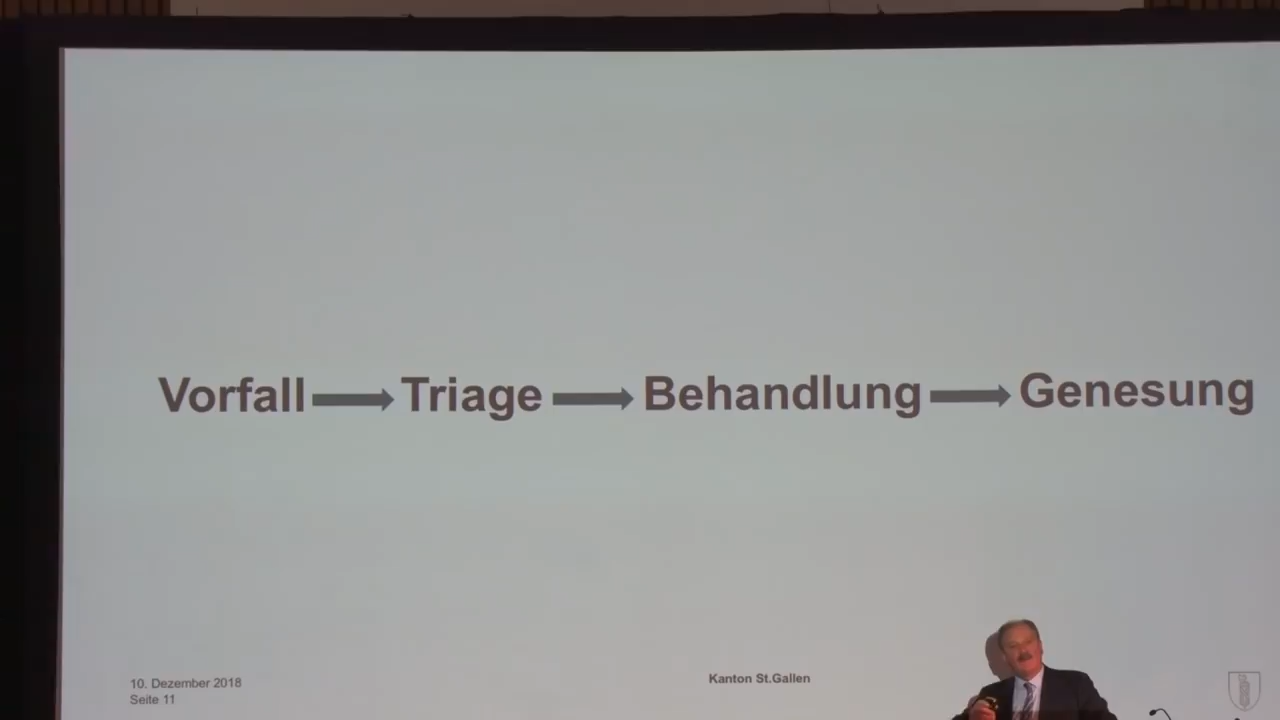 Vorfall Triage Behandlung Genesung
10. Dezember 2018
Seite 11
Kanton St.Gallen